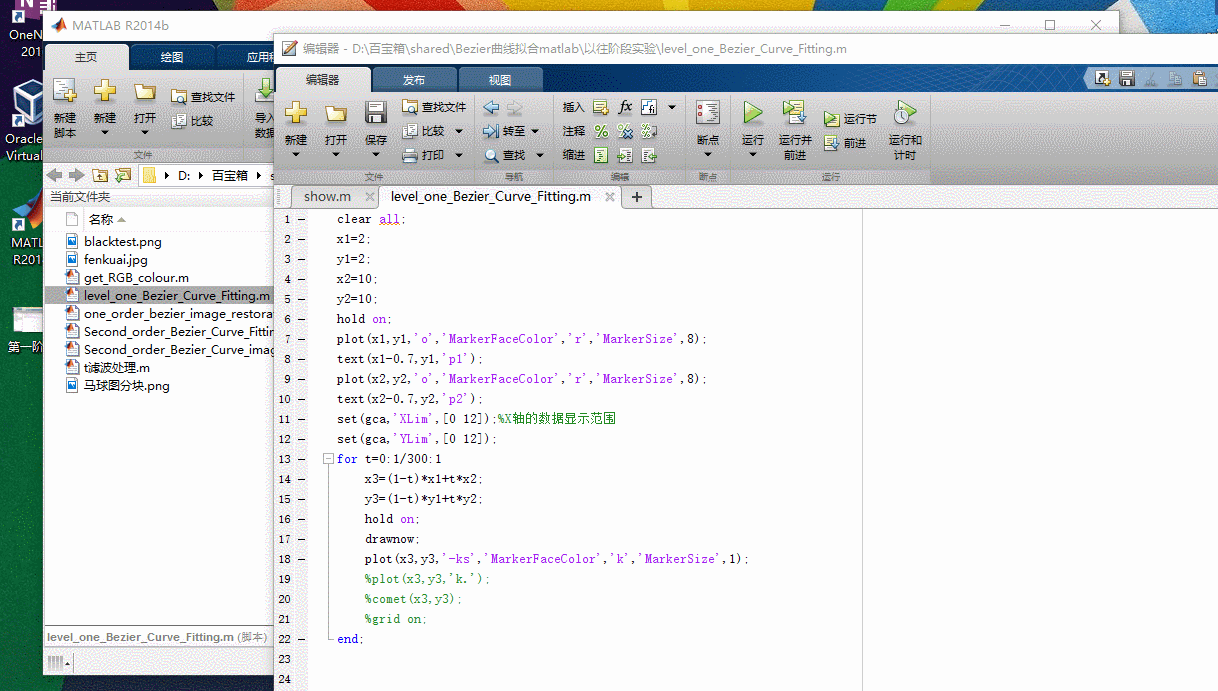 OneN
201
Oracle
Virtual
MATL
R201
第一阶
MATLAB R2014b
主页
绘图
应用程
新建
脚本
新建
打开
查找文件
比较
导入
数据
文件
D:
百宝箱
当前文件夹
名称
blacktest.png
fenkuai.jpg
get_RGB_colour.m
level_one_Bezier_Curve_Fitting.m
one_order_bezier_image_restora
Second_order_Bezier_Curve_Fittin
Second_order_Bezier_Curve_imag
t滤波处理.m
马球图分块.png
level_one_Bezier_Curve_Fitting.m (脚本)
编辑器 - D:\百宝箱\shared\Bezier曲线拟合matlab\以往阶段实验\level_one_Bezier_Curve_Fitting.m
编辑器
发布
视图
新建
打开
保存
查找文件
比较
打印
文件
转至
查找
导航
插入
fx
注释
缩进
编辑
断点
断点
运行
运行并
前进
运行节
前进
运行和
计时
运行
show.m
level_one_Bezier_Curve_Fitting.m
1 clear all;
2 x1=2;
3 y1=2;
4 x2=10;
5 y2=10;
6 hold on;
7 plot(x1,y1,'o','MarkerFaceColor','r','MarkerSize',8);
8 text(x1-0.7,y1,'p1');
9 plot(x2,y2,'o','MarkerFaceColor','r','MarkerSize',8);
10 text(x2-0.7,y2,'p2');
11 set(gca,'XLim',[0 12]);%X轴的数据显示范围
12 set(gca,'YLim',[0 12]);
13 for t=0:1/300:1
14 x3=(1-t)*x1+t*x2;
15 y3=(1-t)*y1+t*y2;
16 hold on;
17 drawnow;
18 plot(x3,y3,'-ks','MarkerFaceColor','k','MarkerSize',1);
19 %plot(x3,y3,'k.');
20 %comet(x3,y3);
21 %grid on;
22 end;
23
24